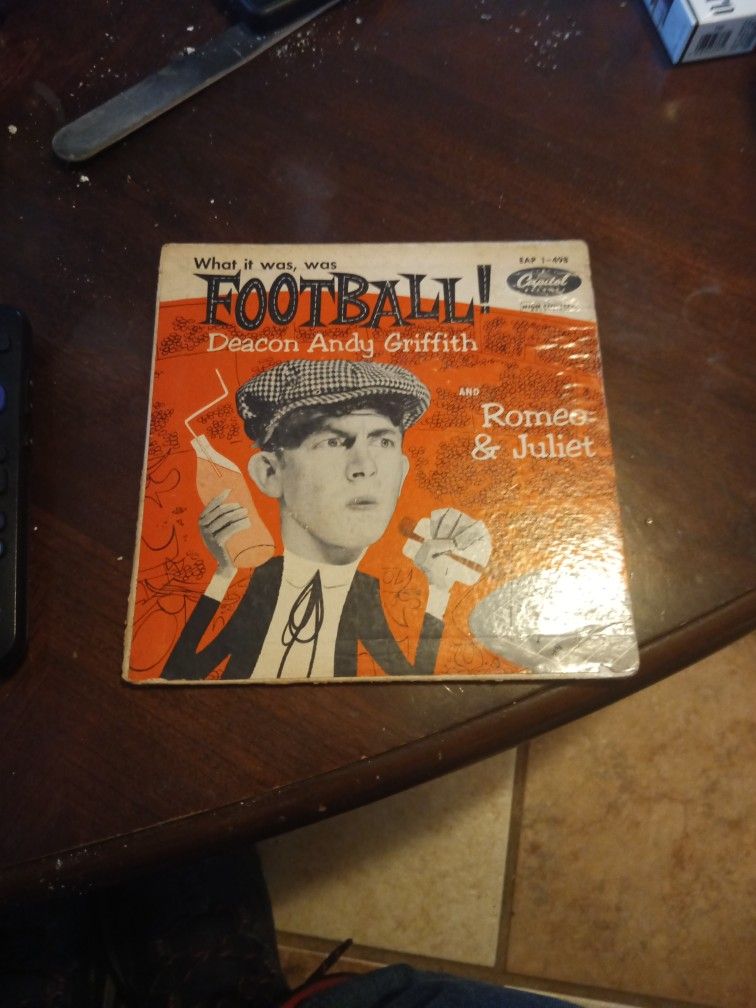 What it was, was
EAP 1-498
FOOTBALL!
Capitol
Deacon Andy Griffith
AND
Romeo
& Juliet